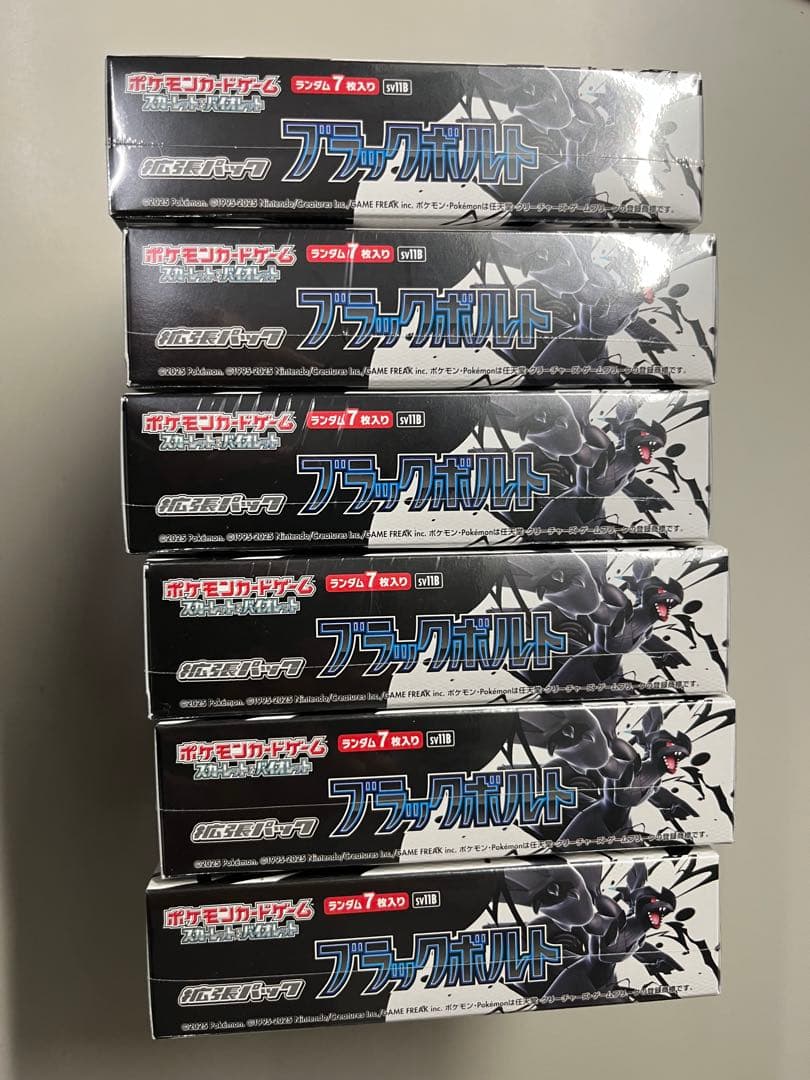 ポケモンカードゲーム ランダム7枚入り sv11B
スカーレット&バイオレット
ブラックボルト
拡張パック
©2025 Pokémon. ©1995-2025 Nintendo/Creatures Inc./GAME FREAK inc. ポケモン・Pokémonは任天堂・クリーチャーズ・ゲームフリークの登録商標です。
ポケモンカードゲーム ランダム7枚入り sv11B
スカーレット&バイオレット
ブラックボルト
拡張パック
©2025 Pokémon. ©1995-2025 Nintendo/Creatures Inc./GAME FREAK inc. ポケモン・Pokémonは任天堂・クリーチャーズ・ゲームフリークの登録商標です。
ポケモンカードゲーム ランダム7枚入り sv11B
スカーレット&バイオレット
ブラックボルト
拡張パック
©2025 Pokémon. ©1995-2025 Nintendo/Creatures Inc./GAME FREAK inc. ポケモン・Pokémonは任天堂・クリーチャーズ・ゲームフリークの登録商標です。
ポケモンカードゲーム ランダム7枚入り sv11B
スカーレット&バイオレット
ブラックボルト
拡張パック
©2025 Pokémon. ©1995-2025 Nintendo/Creatures Inc./GAME FREAK inc. ポケモン・Pokémonは任天堂・クリーチャーズ・ゲームフリークの登録商標です。
ポケモンカードゲーム ランダム7枚入り sv11B
スカーレット&バイオレット
ブラックボルト
拡張パック
©2025 Pokémon. ©1995-2025 Nintendo/Creatures Inc./GAME FREAK inc. ポケモン・Pokémonは任天堂・クリーチャーズ・ゲームフリークの登録商標です。
ポケモンカードゲーム ランダム7枚入り sv11B
スカーレット&バイオレット
ブラックボルト
拡張パック
©2025 Pokémon. ©1995-2025 Nintendo/Creatures Inc./GAME FREAK inc. ポケモン・Pokémonは任天堂・クリーチャーズ・ゲームフリークの登録商標です。